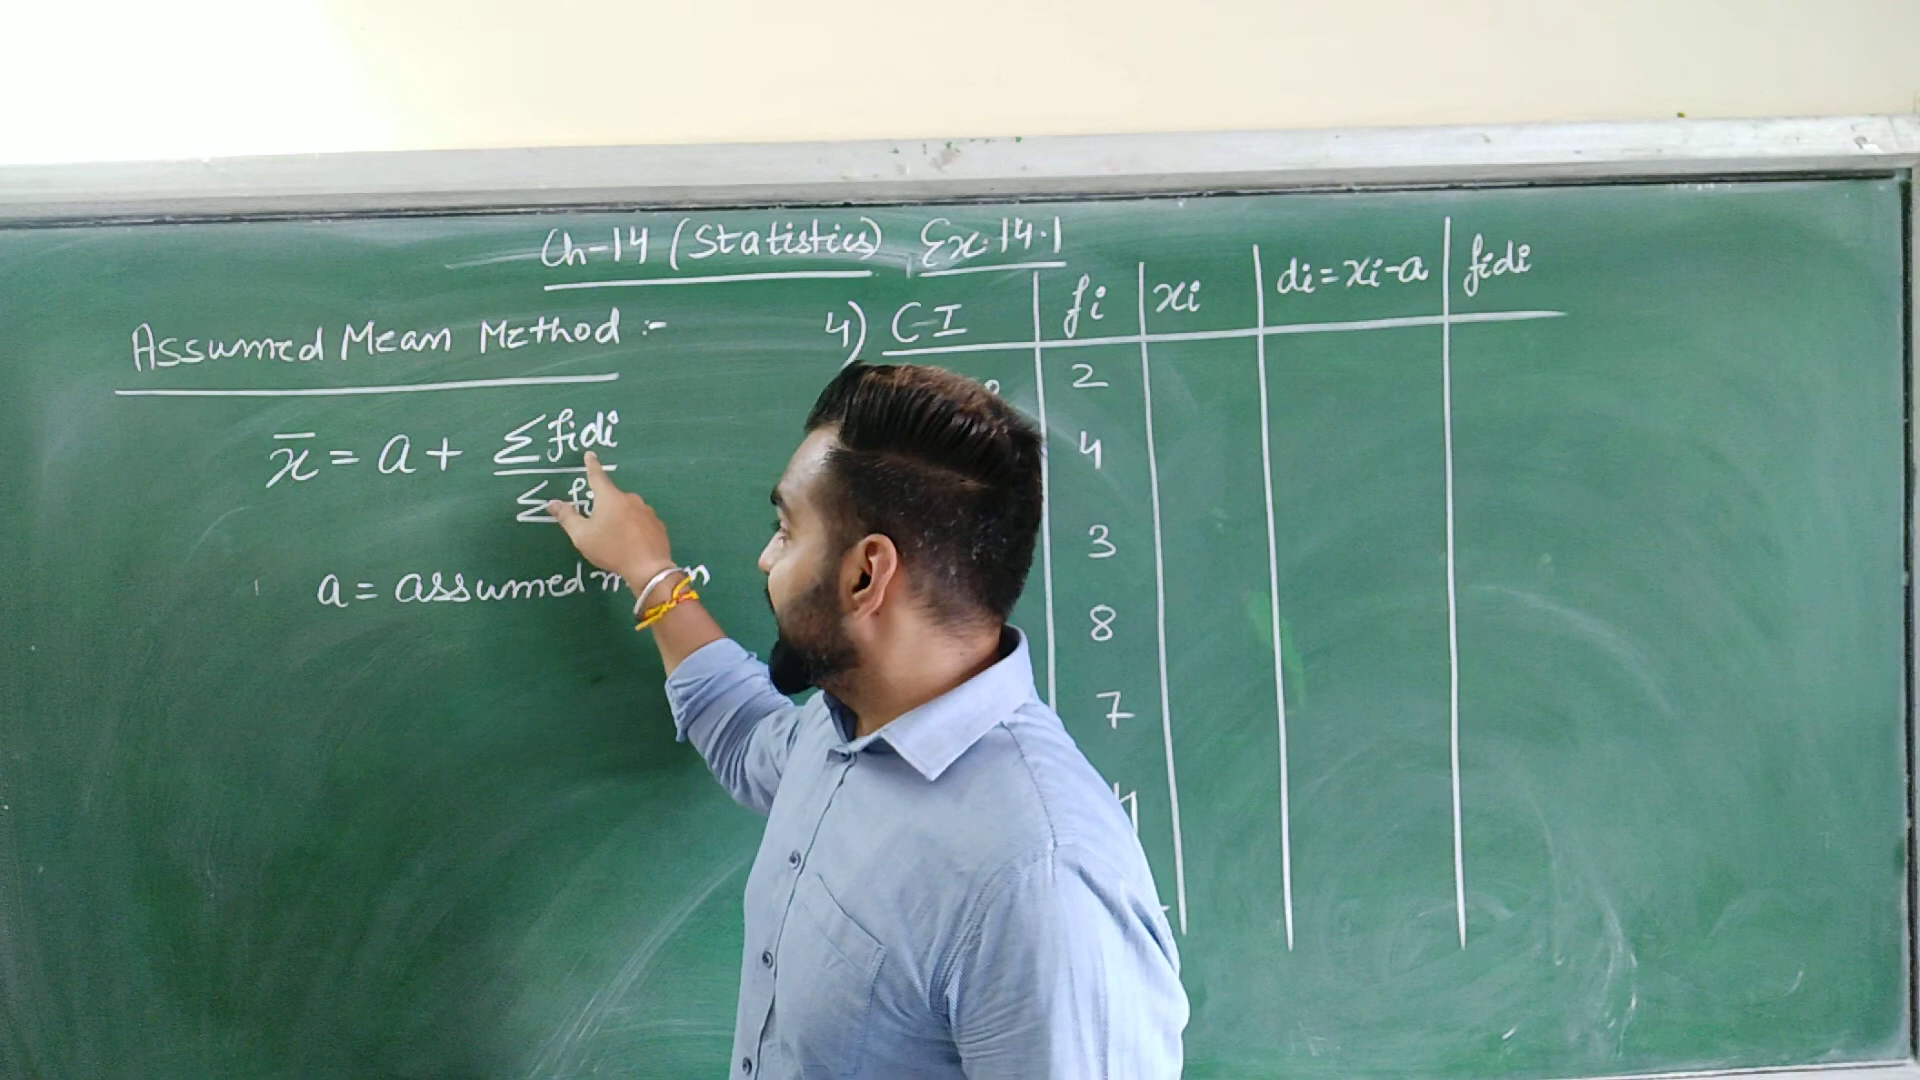 Ch-14 (Statistics) Ex. 14.1
Assumed Mean Method :-
x̄ = a + Σfidi
Σfi
a = assumed
4) C-I fi xi di = xi-a fidi
2
4
3
8
7